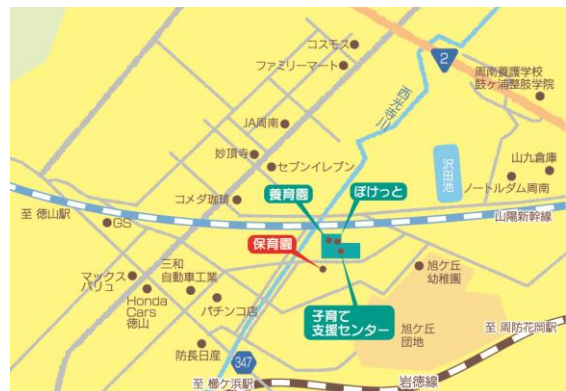 コスモス
ファミリーマート
2
周南養護学校
鼓ヶ浦整肢学院
西光寺川
JA周南
妙頂寺
セブンイレブン
沢田池
山九倉庫
ノートルダム周南
養育園
ぽけっと
コメダ珈琲
至 徳山駅
GS
山陽新幹線
保育園
マックス
バリュ
三和
自動車工業
旭ケ丘
幼稚園
Honda
Cars
徳山
パチンコ店
子育て
支援センター
旭ケ丘
団地
至 周防花岡駅
防長日産
347
至 櫛ケ浜駅
岩徳線